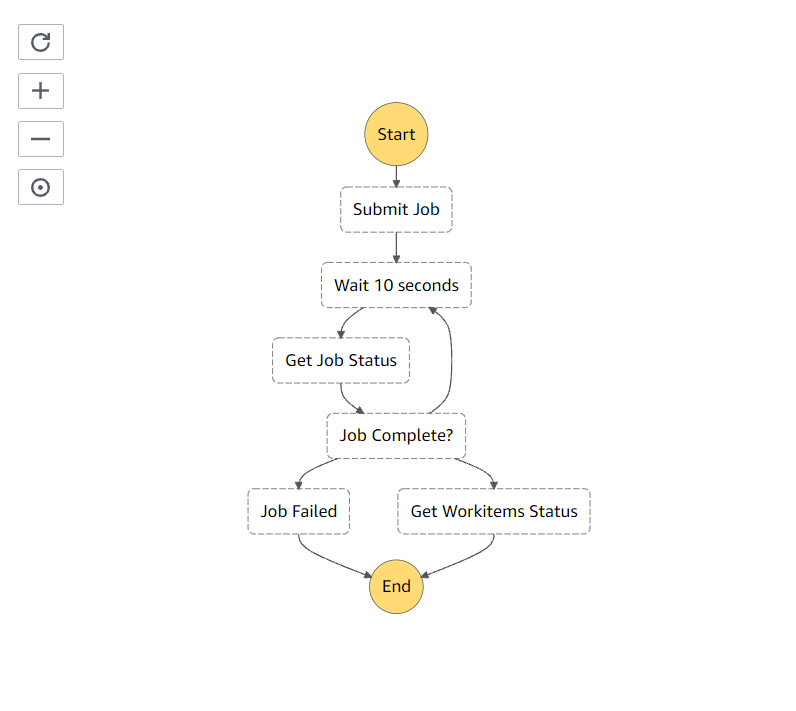 Start
Submit Job
Wait 10 seconds
Get Job Status
Job Complete?
Job Failed
Get Workitems Status
End